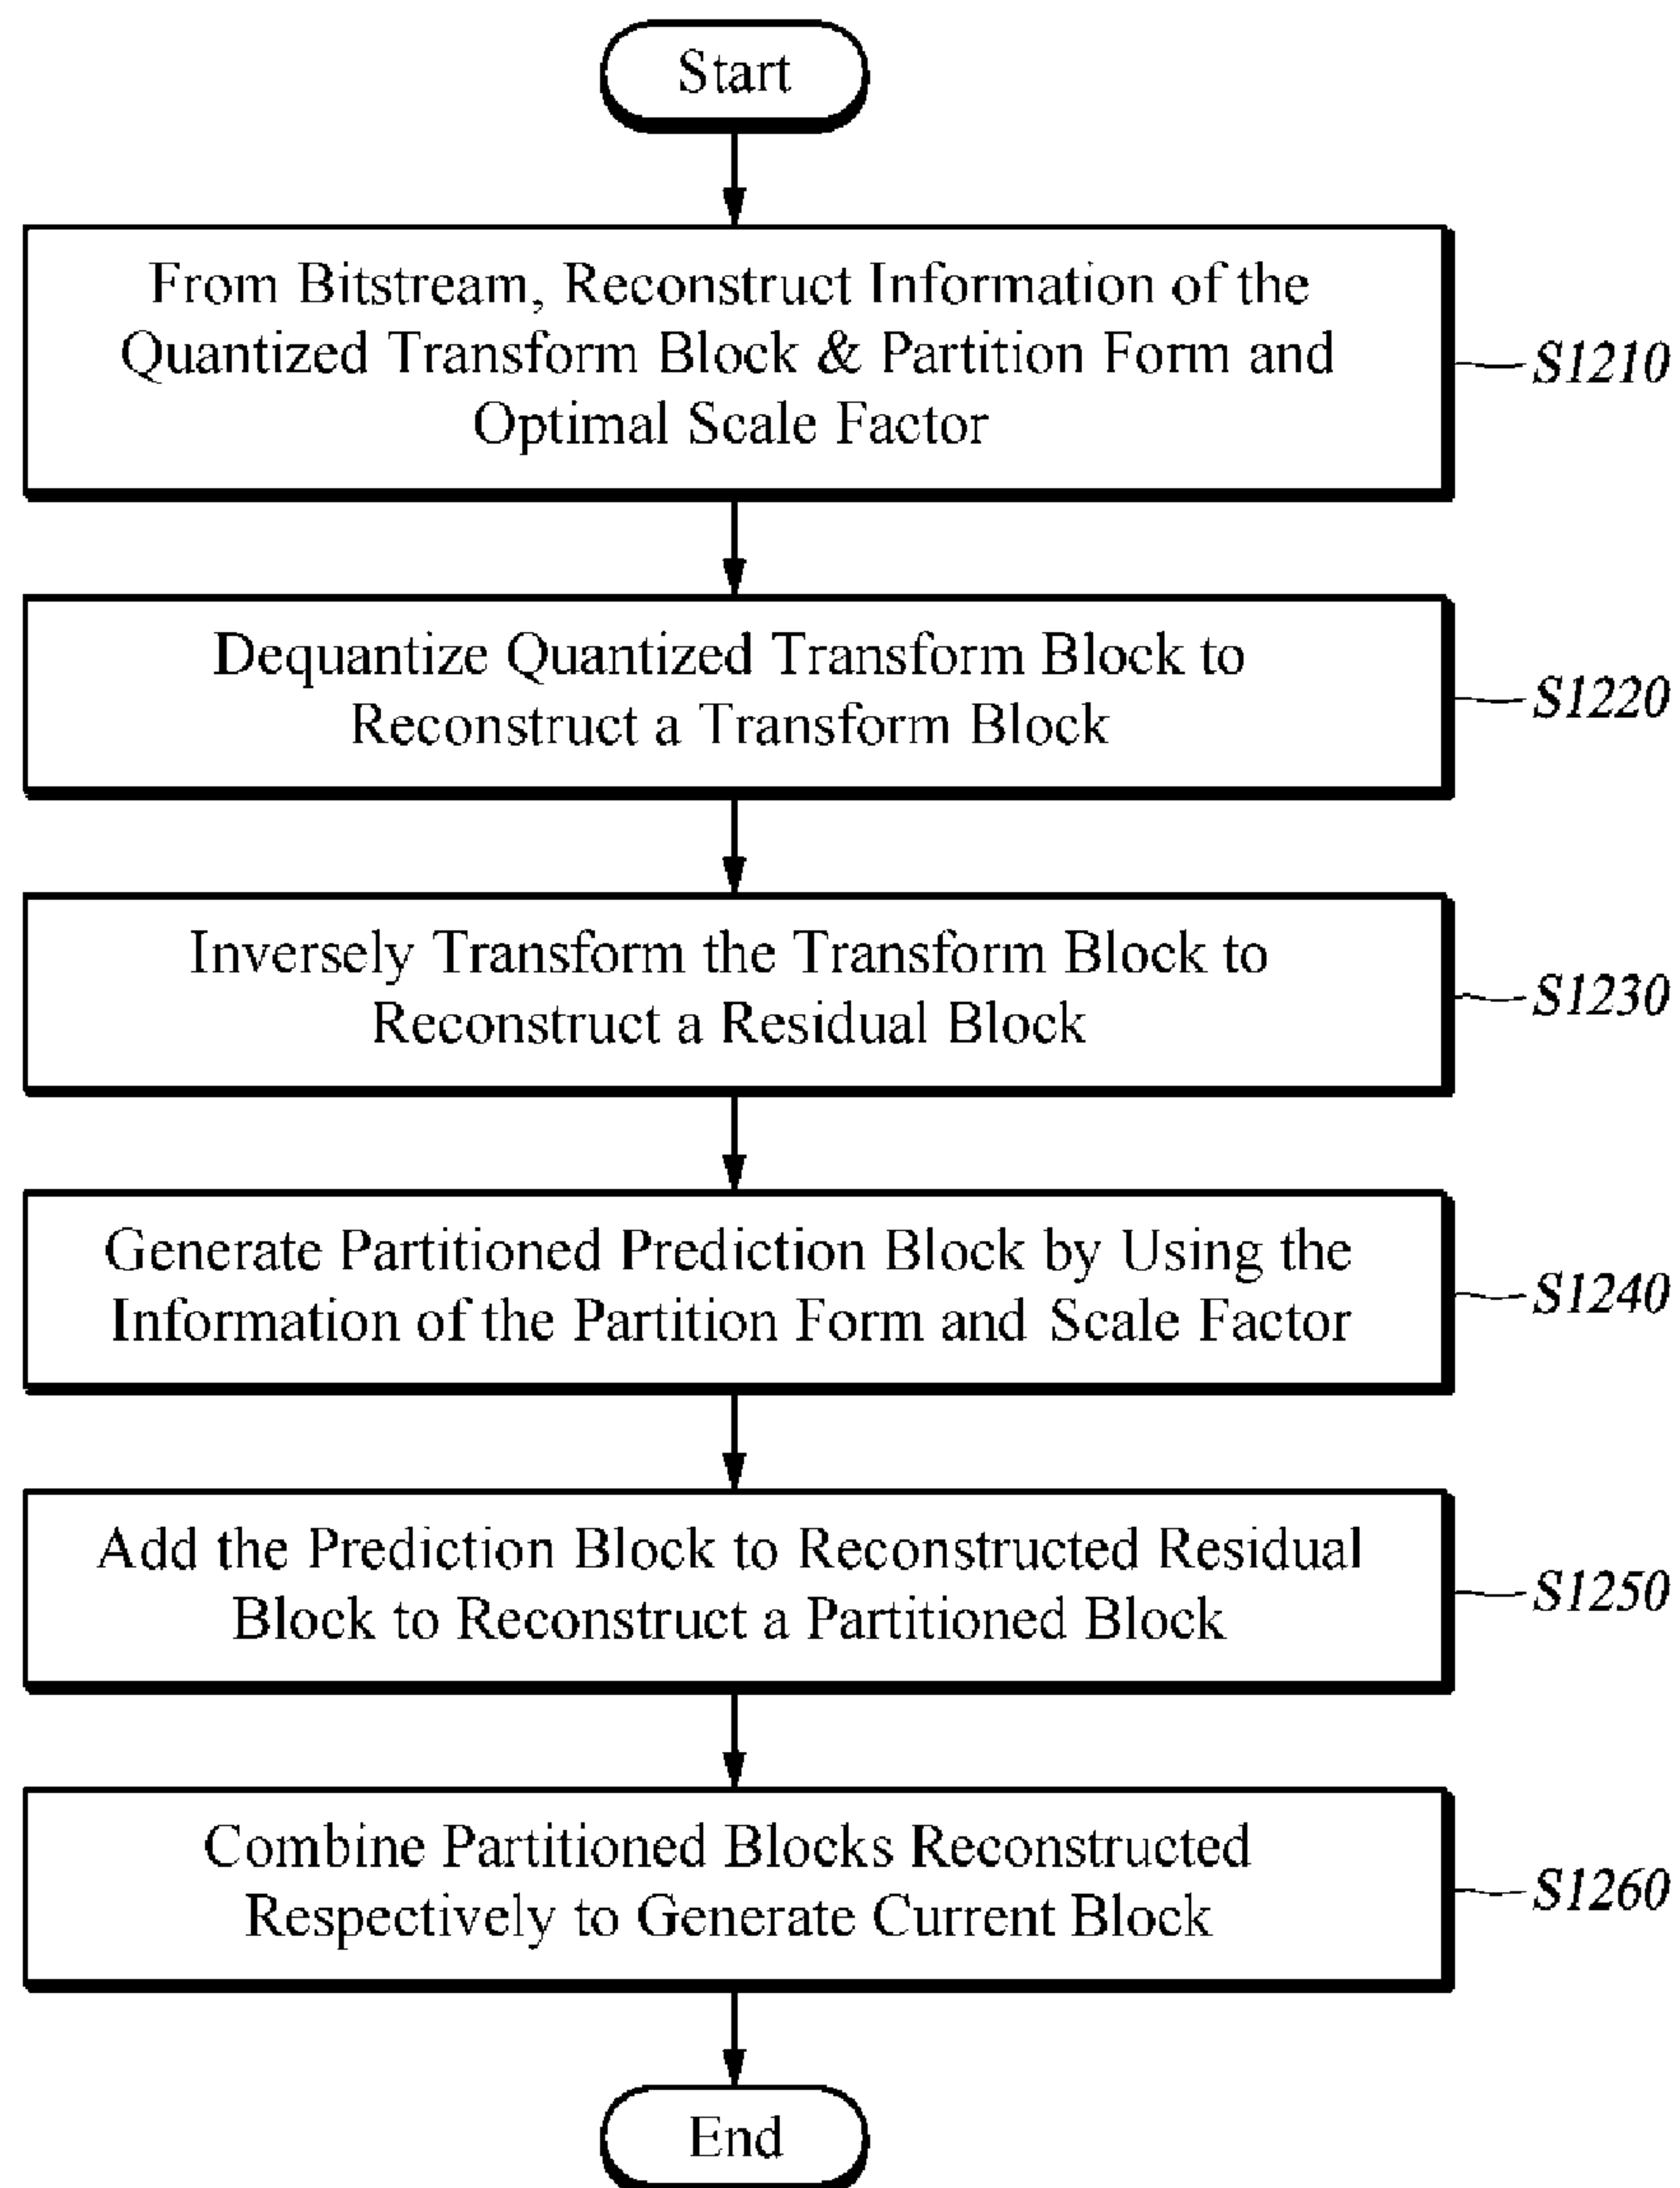 Start
From Bitstream, Reconstruct Information of the
Quantized Transform Block & Partition Form and
Optimal Scale Factor
S1210
Dequantize Quantized Transform Block to
Reconstruct a Transform Block
S1220
Inversely Transform the Transform Block to
Reconstruct a Residual Block
S1230
Generate Partitioned Prediction Block by Using the
Information of the Partition Form and Scale Factor
S1240
Add the Prediction Block to Reconstructed Residual
Block to Reconstruct a Partitioned Block
S1250
Combine Partitioned Blocks Reconstructed
Respectively to Generate Current Block
S1260
End